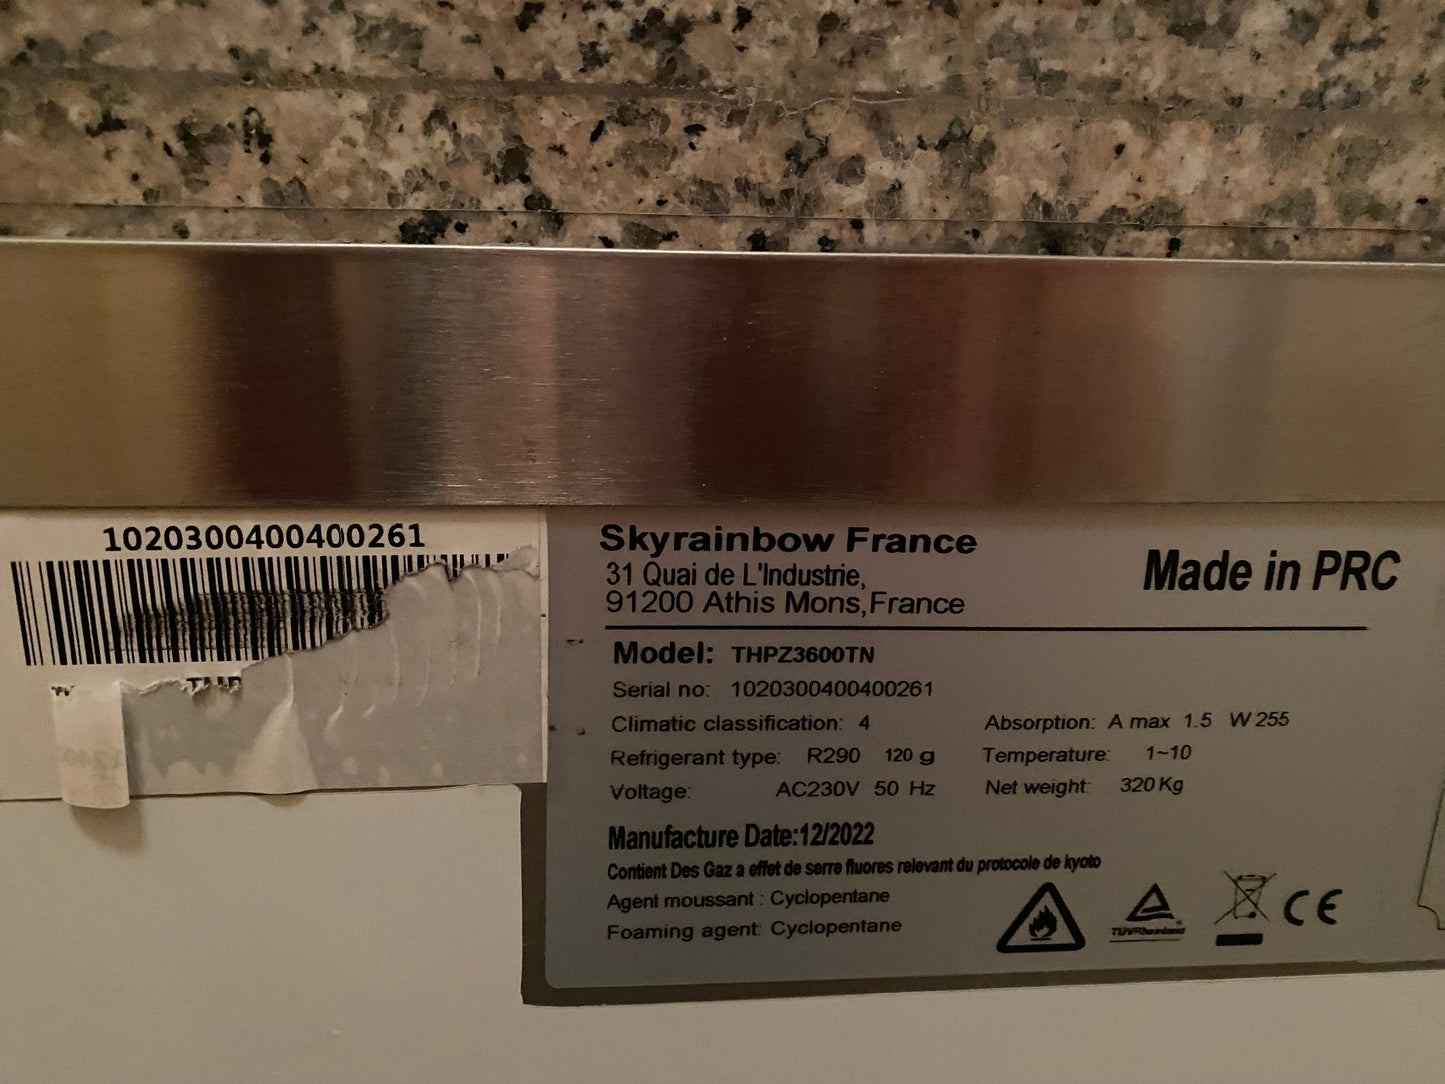 1020300400400261
Skyrainbow France
31 Quai de L'Industrie,
91200 Athis Mons,France
Made in PRC
Model: THPZ3600TN
Serial no: 1020300400400261
Climatic classification: 4 Absorption: A max 1.5 W 255
Refrigerant type: R290 120 g Temperature: 1~10
Voltage: AC230V 50 Hz Net weight: 320 Kg
Manufacture Date:12/2022
Contient Des Gaz a effet de serre fluores relevant du protocole de kyoto
Agent moussant : Cyclopentane
Foaming agent: Cyclopentane
TÜVRheinland
CE